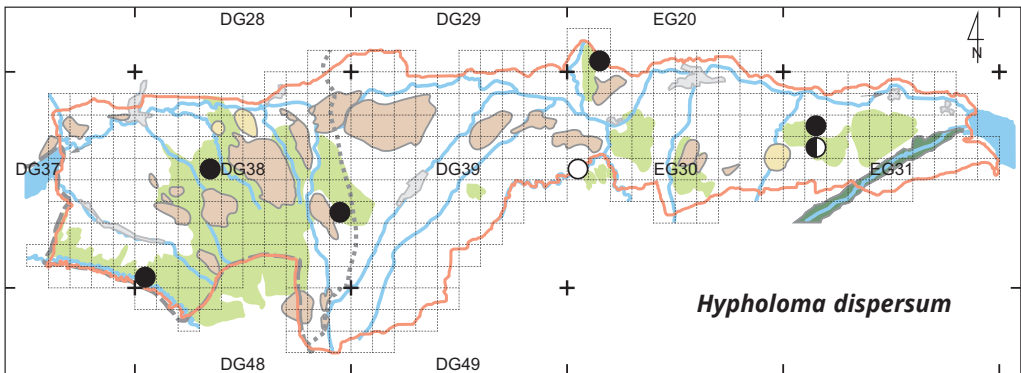 DG28 DG29 EG20
N
DG37 DG38 DG39 EG30 EG31
Hypholoma dispersum
DG48 DG49